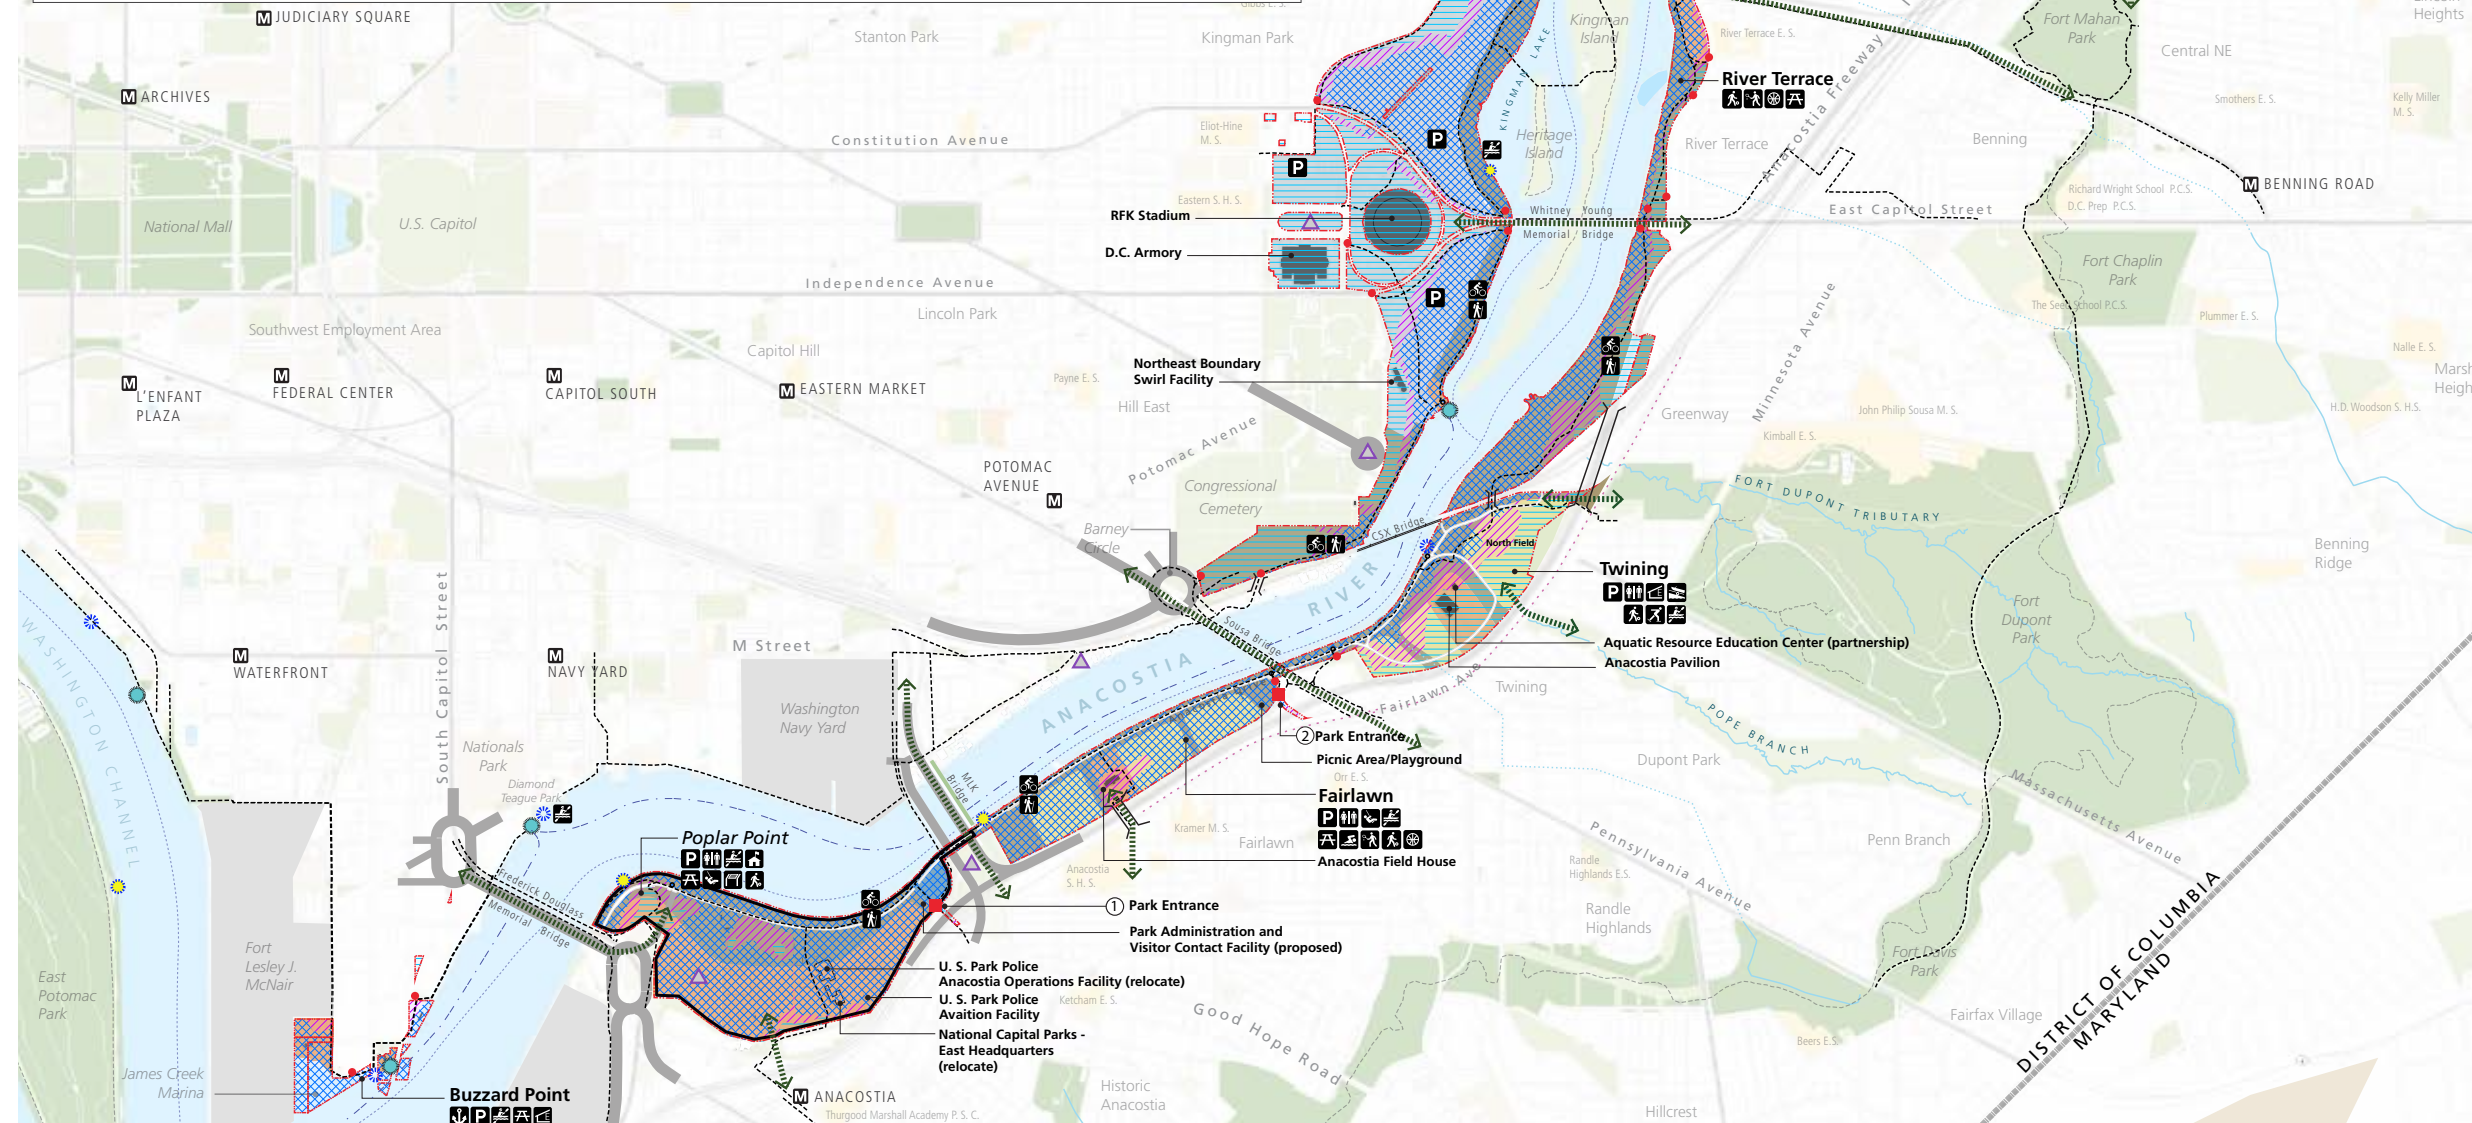 M JUDICIARY SQUARE
Stanton Park
Kingman Park
Kingman
Island
River Terrace E. S.
Fort Mahan
Park
Central NE
Heights
M ARCHIVES
River Terrace
Smothers E. S.
Kelly Miller
M. S.
KINGMAN LAKE
Anacostia Freeway
Constitution Avenue
Eliot-Hine
M. S.
P
P
Heritage
Island
River Terrace
Benning
National Mall
U.S. Capitol
Eastern S. H. S.
Richard Wright School P.C.S.
D.C. Prep P.C.S.
M BENNING ROAD
RFK Stadium
Whitney Young
Memorial Bridge
East Capitol Street
D.C. Armory
Independence Avenue
Lincoln Park
Fort Chaplin
Park
The Seed School P.C.S.
Plummer E. S.
Southwest Employment Area
Capitol Hill
P
Minnesota Avenue
Nalle E. S.
Northeast Boundary
Swirl Facility
Payne E. S.
Marsh
Heigh
M
L'ENFANT
PLAZA
M
FEDERAL CENTER
M
CAPITOL SOUTH
M EASTERN MARKET
Hill East
Greenway
John Philip Sousa M. S.
H.D. Woodson S. H.S.
Kimball E. S.
Potomac Avenue
POTOMAC
AVENUE
M
Congressional
Cemetery
FORT DUPONT TRIBUTARY
Barney
Circle
CSX Bridge
North Field
Benning
Ridge
Twining
P
Fort
Dupont
Park
ANACOSTIA RIVER
Sousa Bridge
Aquatic Resource Education Center (partnership)
Anacostia Pavilion
WASHINGTON CHANNEL
South Capitol Street
M Street
M
WATERFRONT
M
NAVY YARD
Washington
Navy Yard
Fairlawn Ave
Twining
POPE BRANCH
Nationals
Park
Diamond
Teague Park
MLK
Bridge
2 Park Entrance
Picnic Area/Playground
Orr E. S.
Dupont Park
Massachusetts Avenue
Fairlawn
P
Kramer M. S.
Fairlawn
Pennsylvania Avenue
Penn Branch
Poplar Point
P
Anacostia
S. H. S.
Anacostia Field House
Randle
Highlands E.S.
Frederick Douglass
Memorial Bridge
1 Park Entrance
Randle
Highlands
Park Administration and
Visitor Contact Facility (proposed)
Fort
Lesley J.
McNair
East
Potomac
Park
U. S. Park Police
Anacostia Operations Facility (relocate)
U. S. Park Police
Avaition Facility
Ketcham E. S.
Fort Davis
Park
DISTRICT OF COLUMBIA
MARYLAND
Good Hope Road
Fairfax Village
National Capital Parks -
East Headquarters
(relocate)
Beers E.S.
James Creek
Marina
Buzzard Point
P
M ANACOSTIA
Thurgood Marshall Academy P. S. C.
Historic
Anacostia
Hillcrest